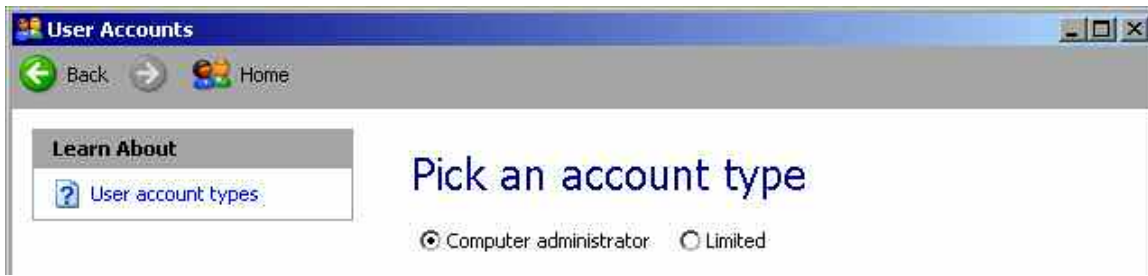 User Accounts
Back Home
Learn About
User account types
Pick an account type
Computer administrator Limited